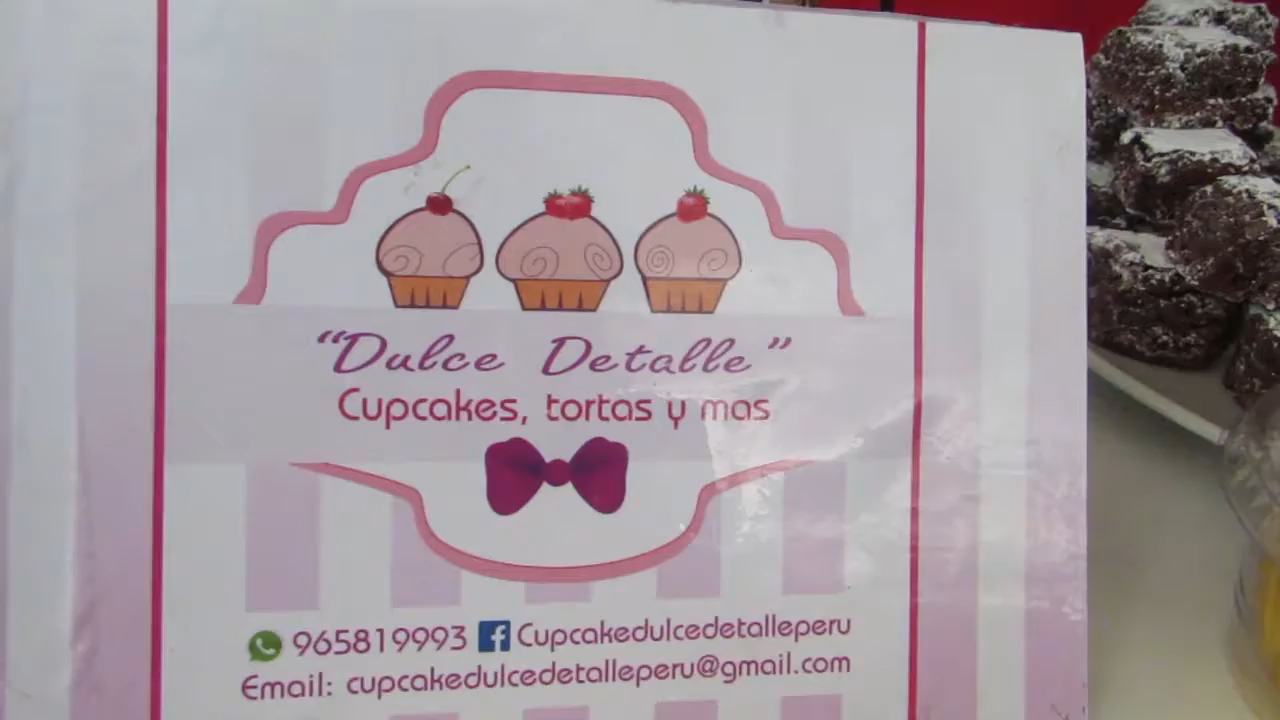 "Dulce Detalle"
Cupcakes, tortas y mas
965819993 f Cupcakedulcedetalleperu
Email: cupcakedulcedetalleperu@gmail.com